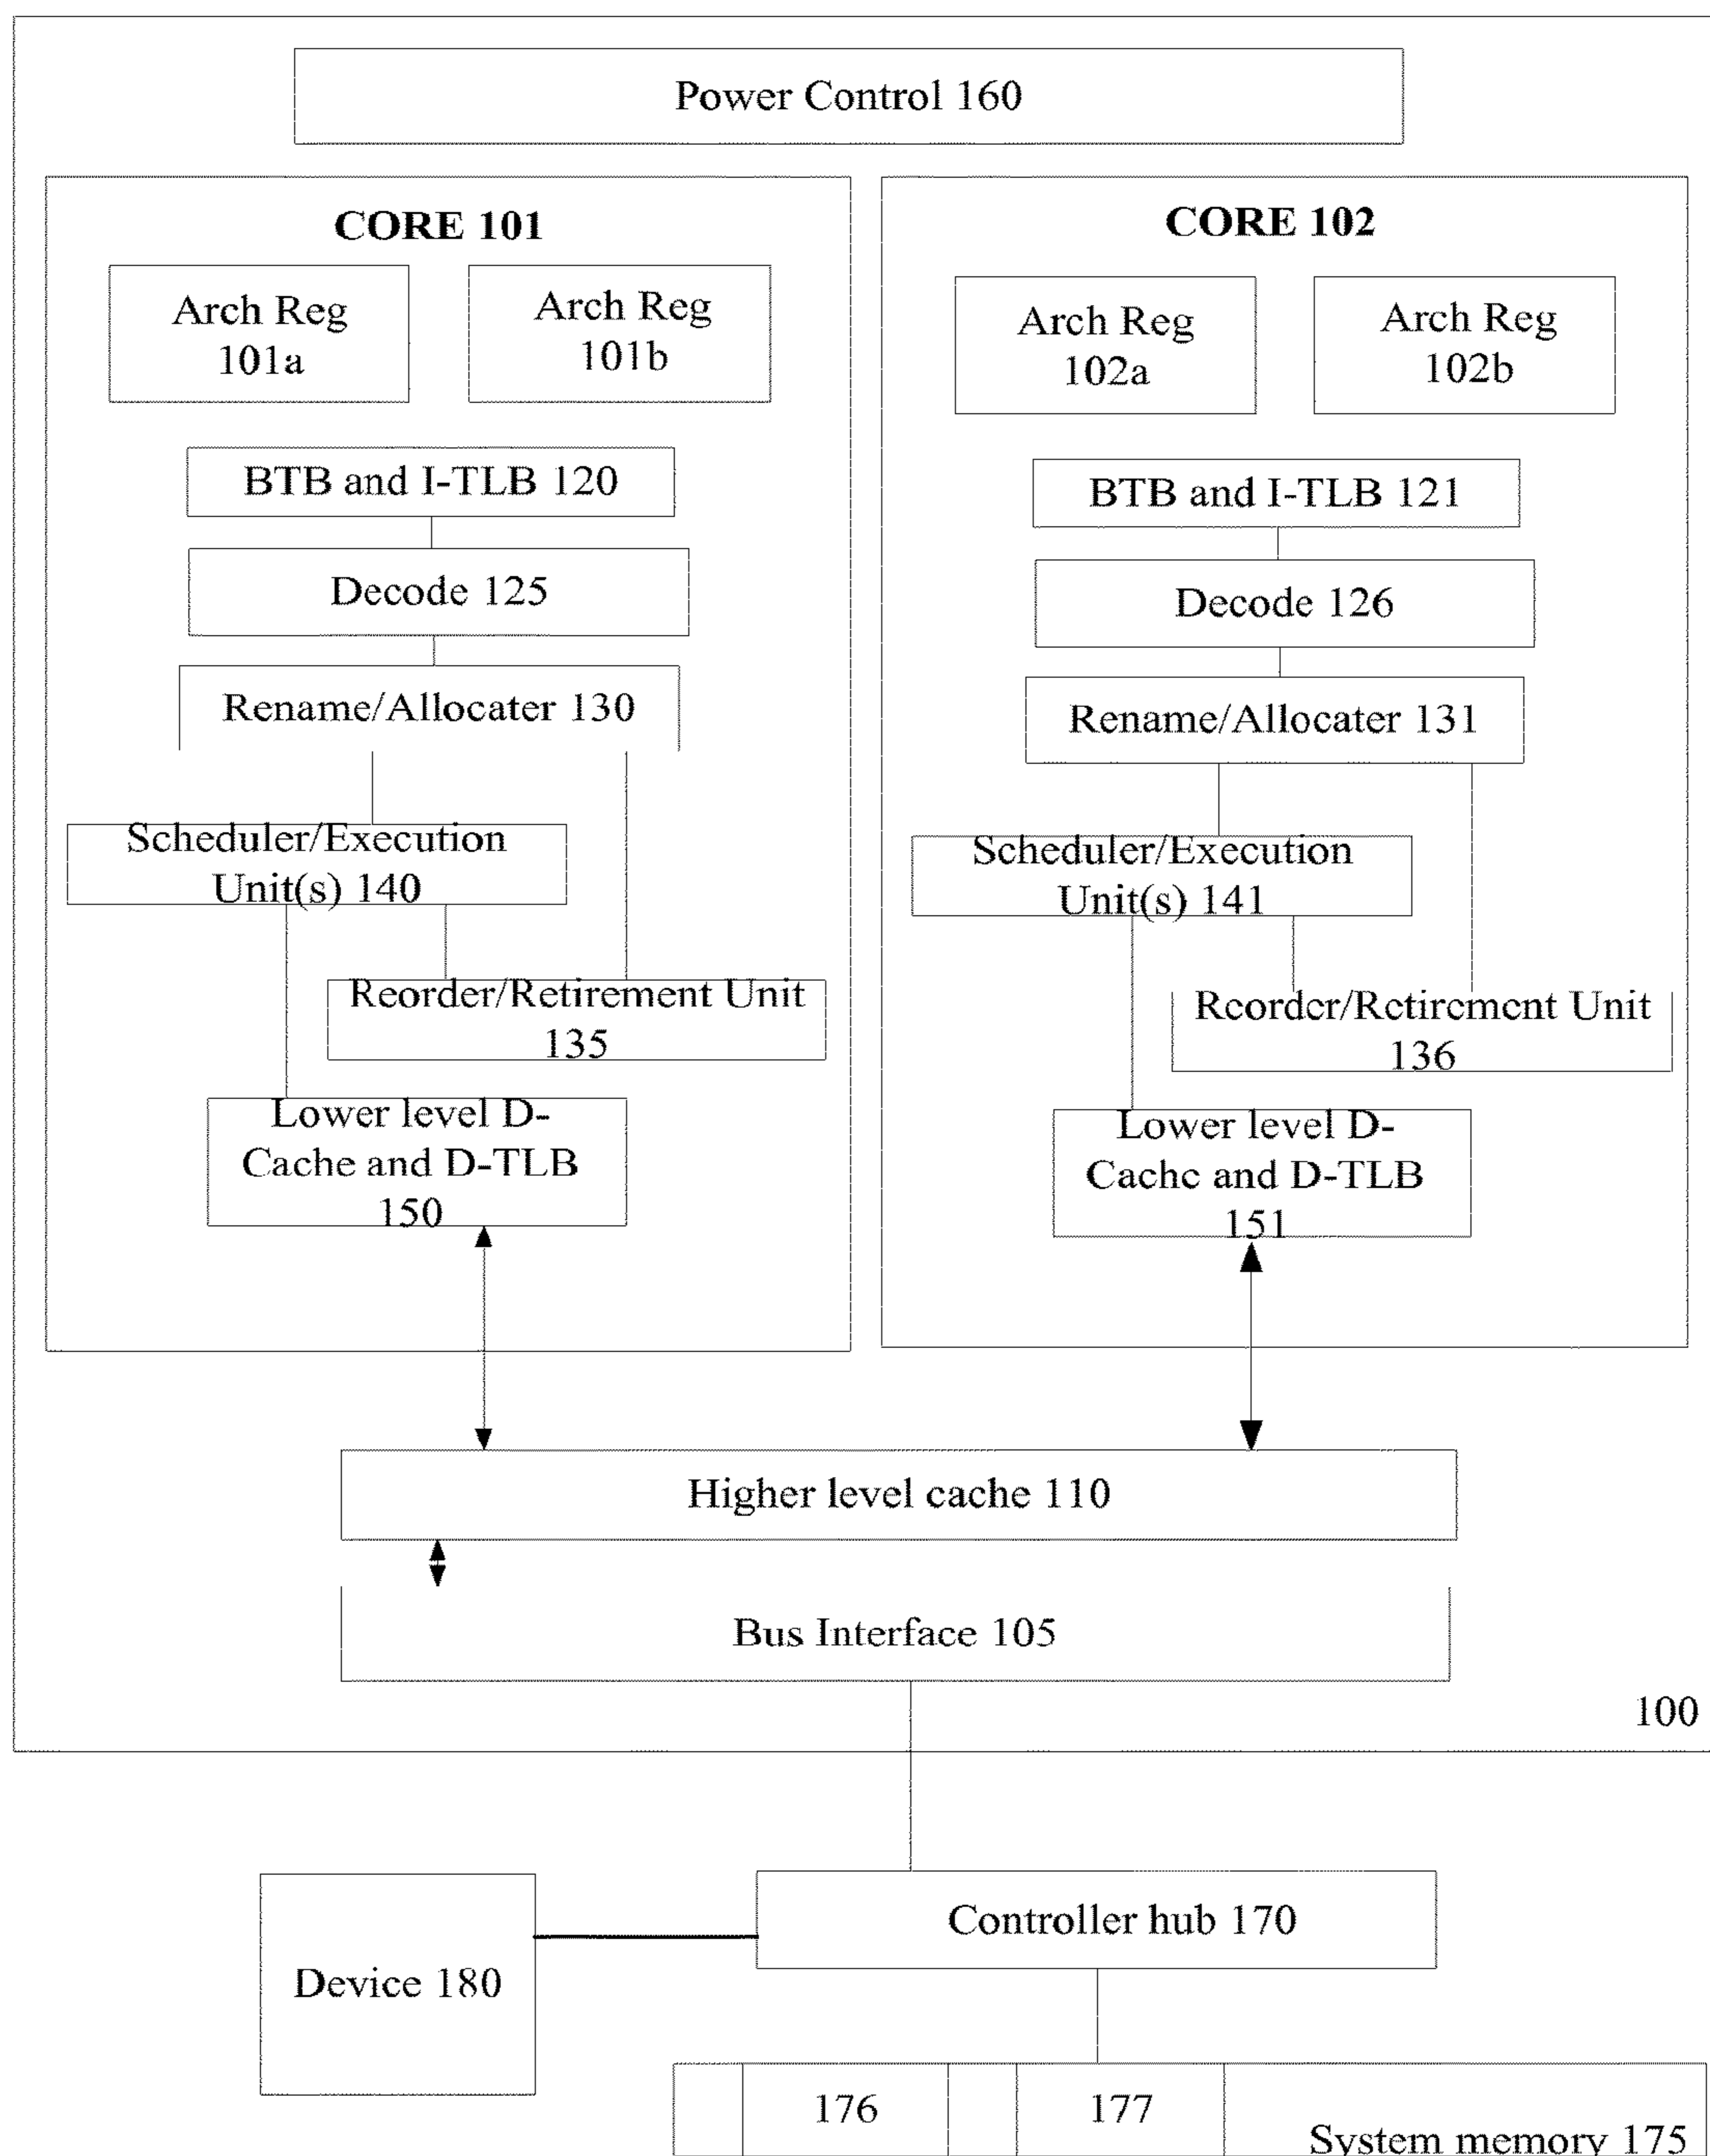 Power Control 160
CORE 101
Arch Reg
101a
Arch Reg
101b
BTB and I-TLB 120
Decode 125
Rename/Allocater 130
Scheduler/Execution
Unit(s) 140
Reorder/Retirement Unit
135
Lower level D-
Cache and D-TLB
150
CORE 102
Arch Reg
102a
Arch Reg
102b
BTB and I-TLB 121
Decode 126
Rename/Allocater 131
Scheduler/Execution
Unit(s) 141
Reorder/Retirement Unit
136
Lower level D-
Cache and D-TLB
151
Higher level cache 110
Bus Interface 105
100
Controller hub 170
Device 180
176
177
System memory 175